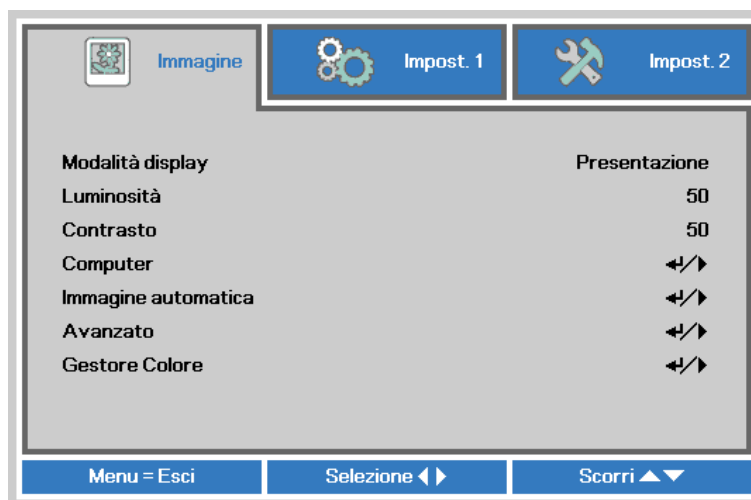 Immagine Impost. 1 Impost. 2
Modalità display Presentazione
Luminosità 50
Contrasto 50
Computer
Immagine automatica
Avanzato
Gestore Colore
Menu = Esci Selezione Scorri